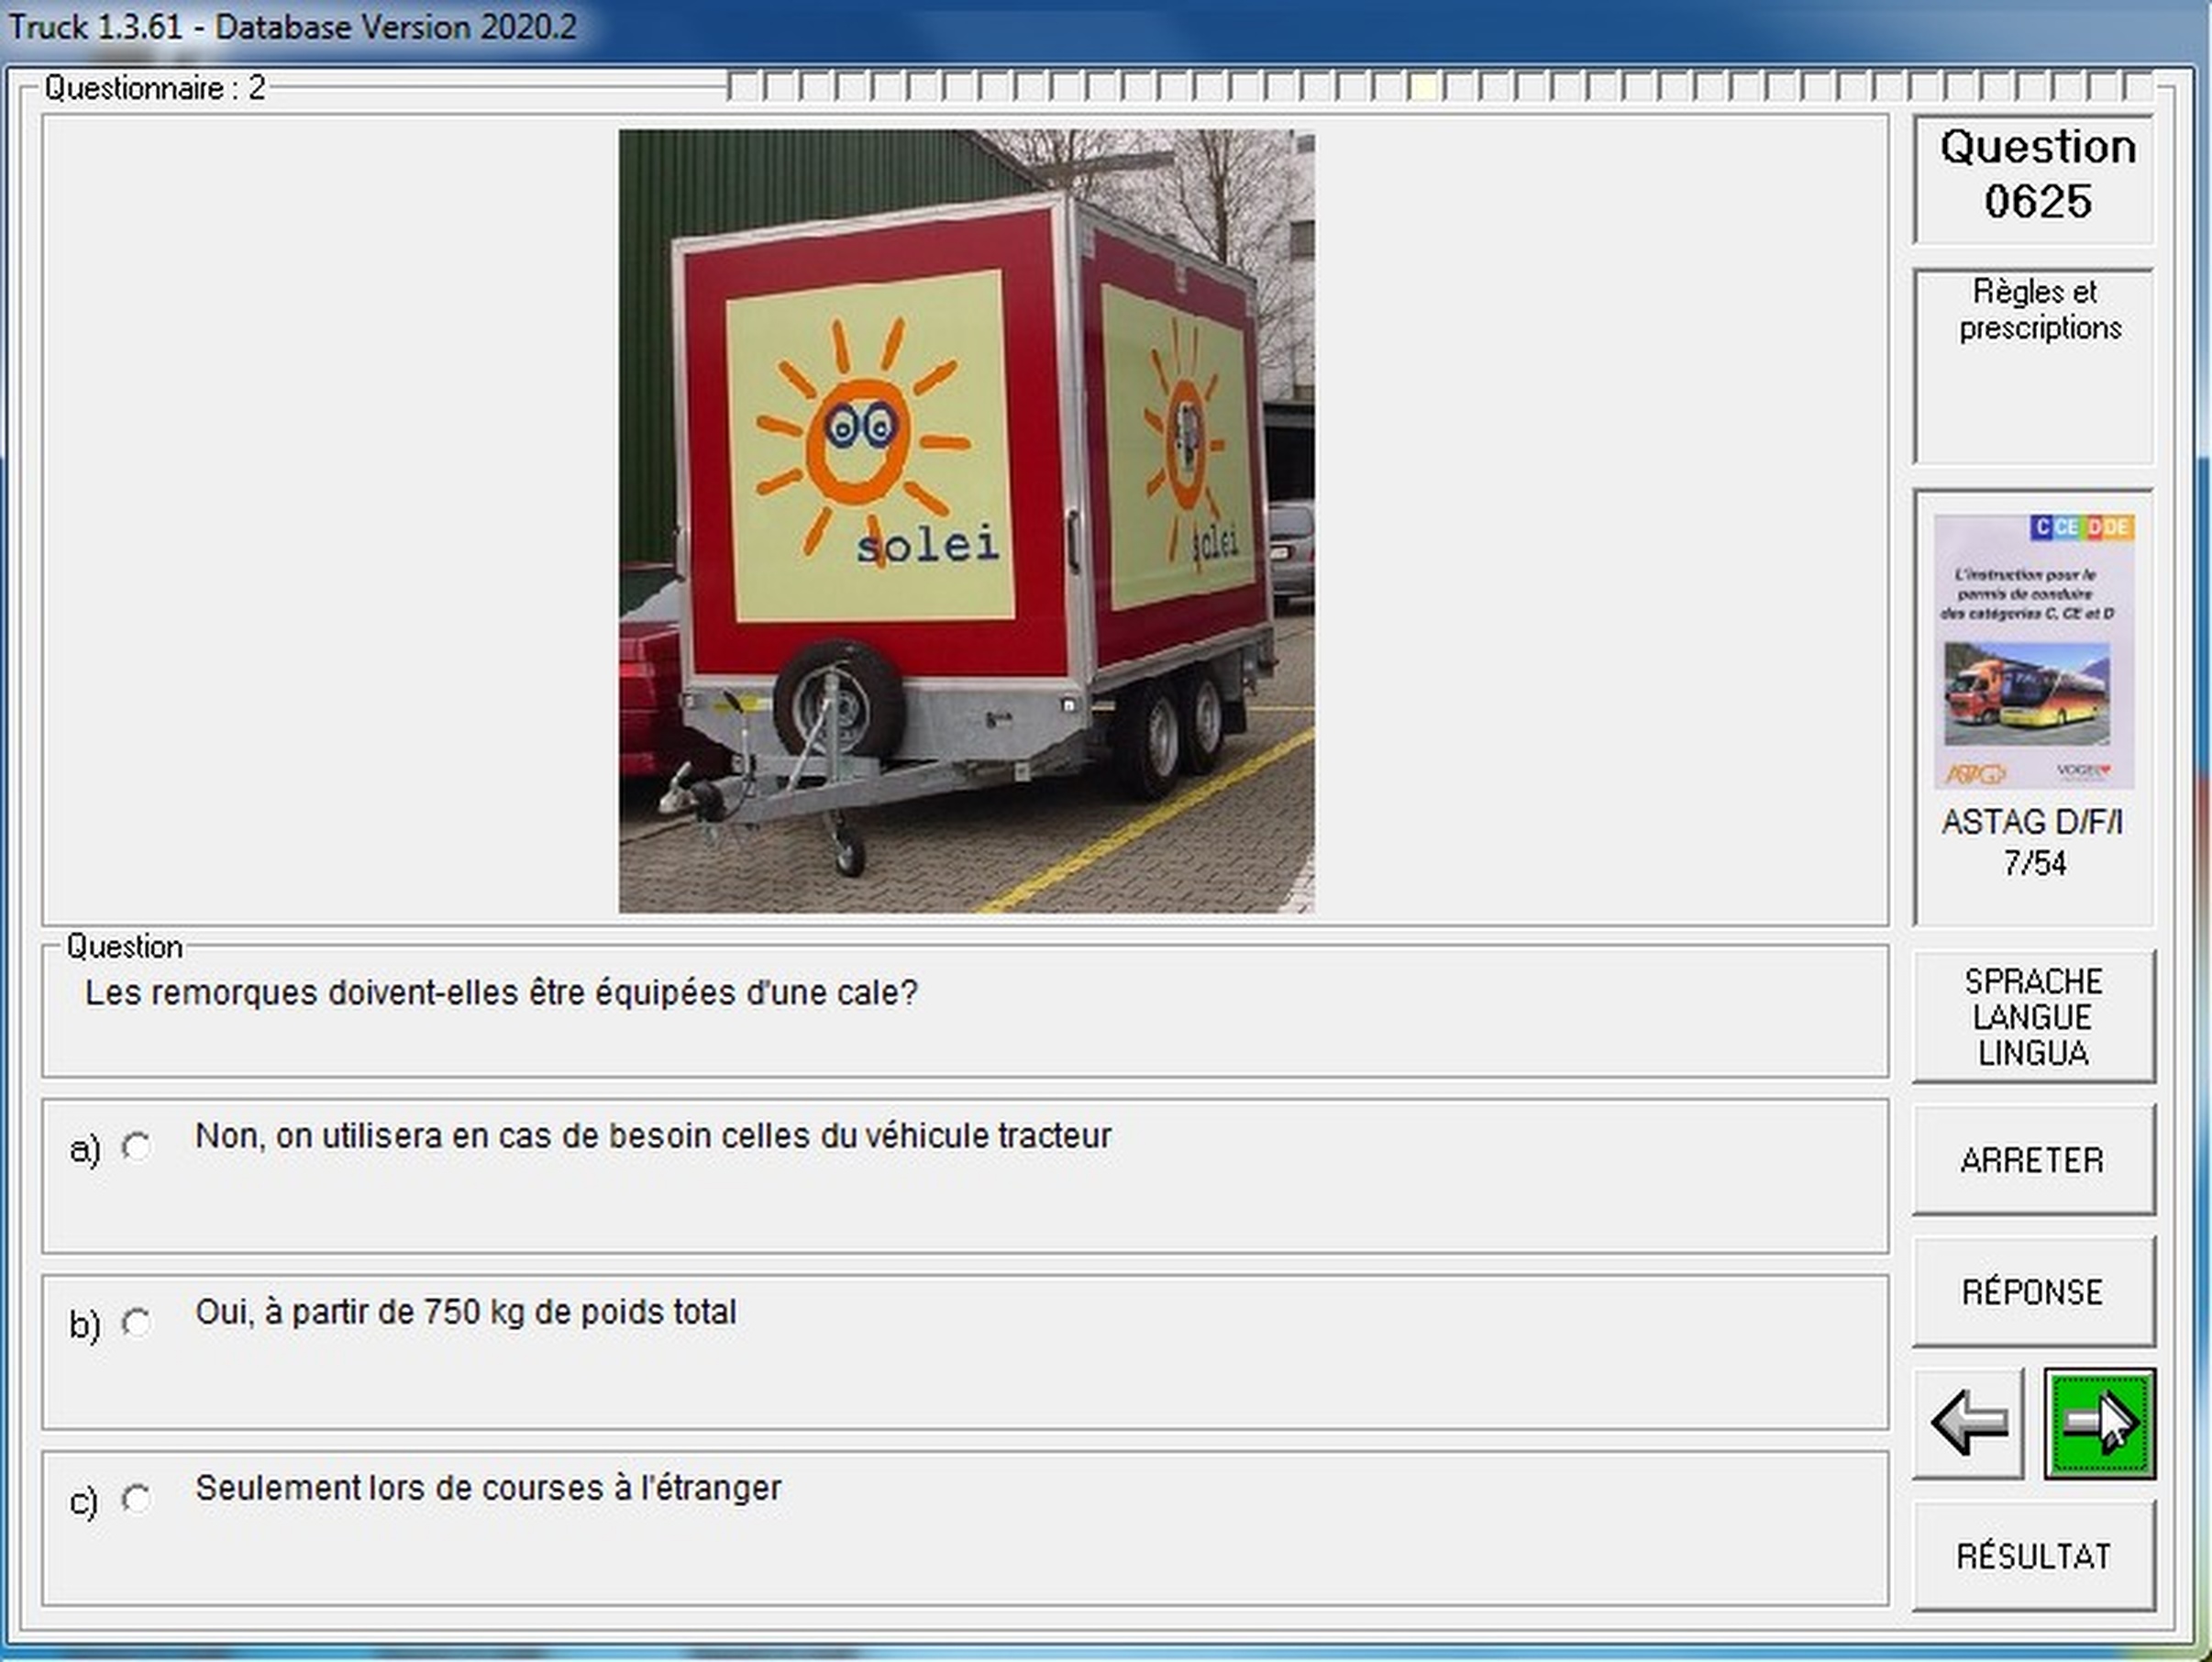 Truck 1.3.61 - Database Version 2020.2
Questionnaire : 2
solei
solei
Question
0625
Règles et
prescriptions
C CE D DE
L'instruction pour le
permis de conduire
des catégories C, CE et D
ASTAG
VOGEL
ASTAG D/F/I
7/54
Question
Les remorques doivent-elles être équipées d'une cale?
a) Non, on utilisera en cas de besoin celles du véhicule tracteur
b) Oui, à partir de 750 kg de poids total
c) Seulement lors de courses à l'étranger
SPRACHE
LANGUE
LINGUA
ARRETER
RÉPONSE
RÉSULTAT